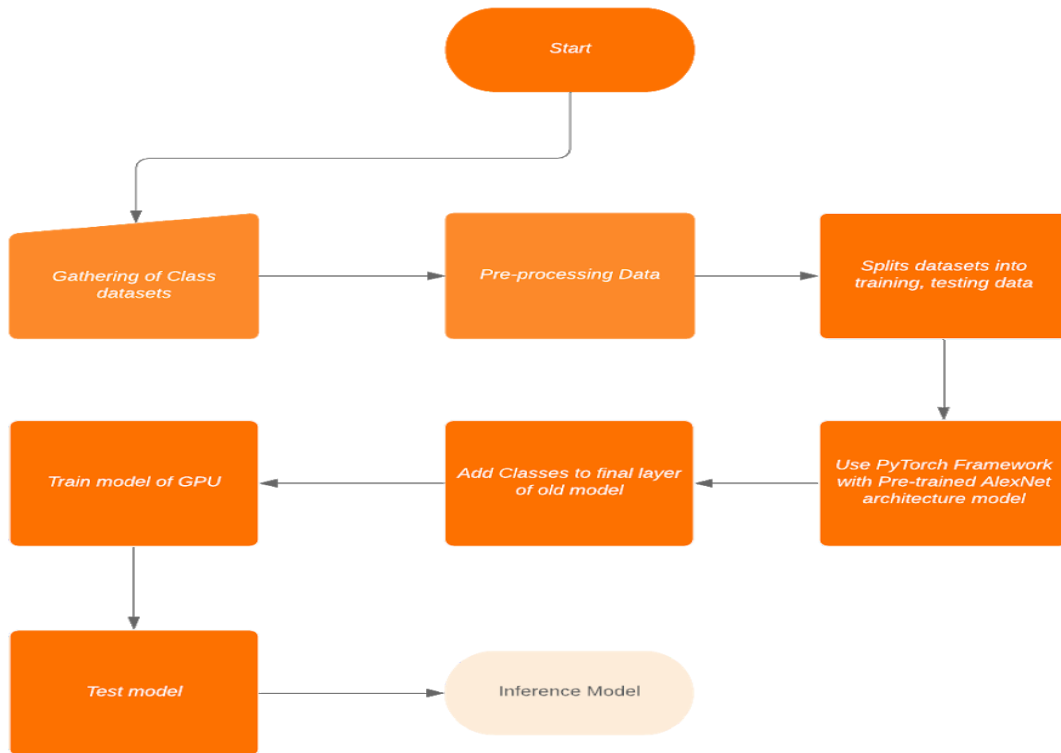 Start
Gathering of Class
datasets
Pre-processing Data
Splits datasets into
training, testing data
Use PyTorch Framework
with Pre-trained AlexNet
architecture model
Add Classes to final layer
of old model
Train model of GPU
Test model
Inference Model